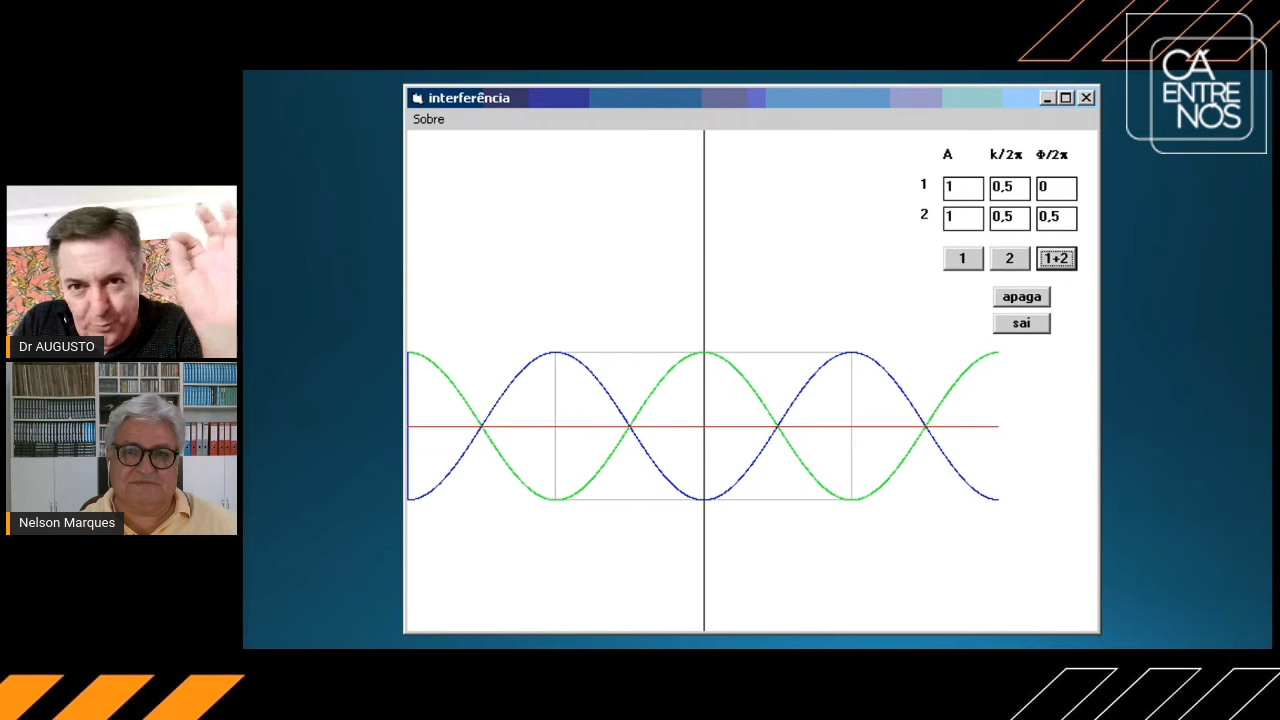 CÁ
ENTRE
NÓS
interferência
Sobre
A k/2π Φ/2π
1 1 0,5 0
2 1 0,5 0,5
1 2 1+2
apaga
sai
Dr AUGUSTO
Nelson Marques